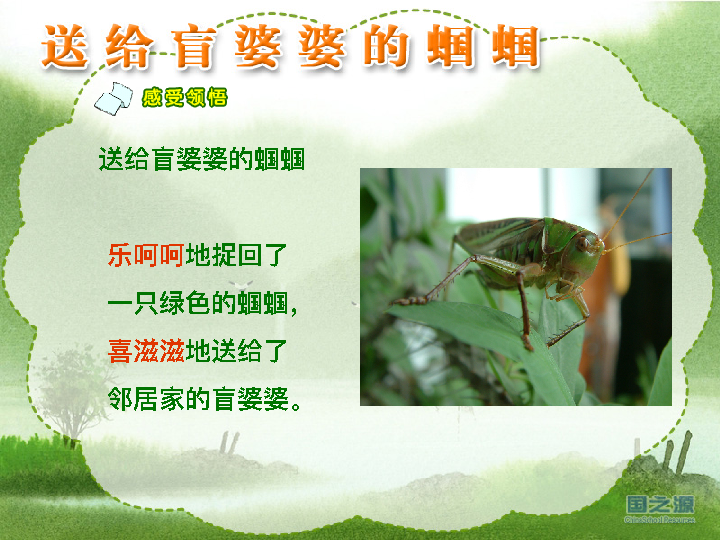 送给盲婆婆的蝈蝈
感受领悟
送给盲婆婆的蝈蝈
乐呵呵地捉回了
一只绿色的蝈蝈，
喜滋滋地送给了
邻居家的盲婆婆。
国之源
ChinaSchool Resources